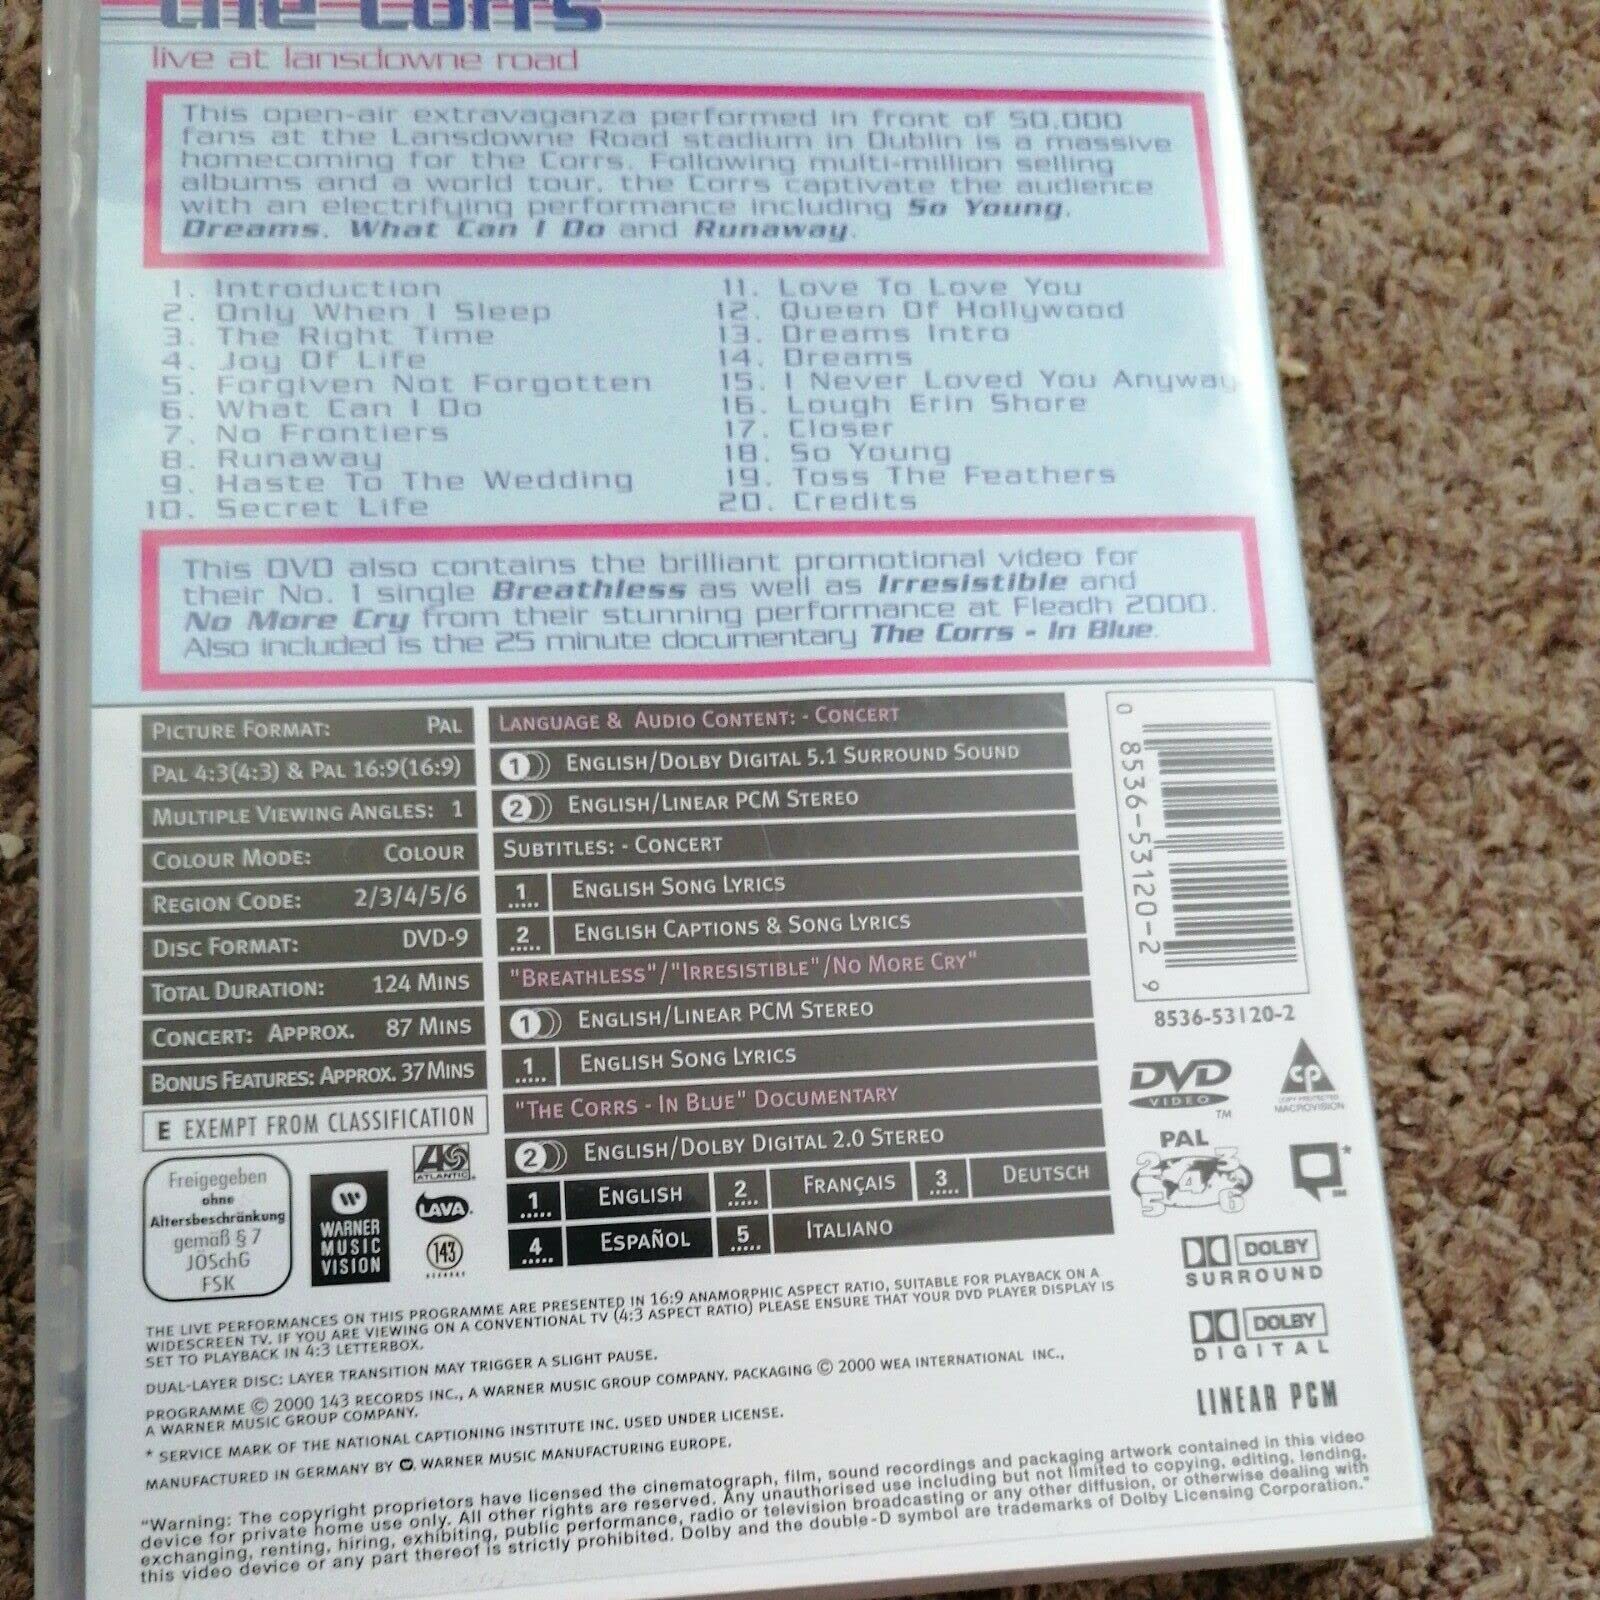 the corrs
live at lansdowne road
This open-air extravaganza performed in front of 50,000
fans at the Lansdowne Road stadium in Dublin is a massive
homecoming for the Corrs. Following multi-million selling
albums and a world tour, the Corrs captivate the audience
with an electrifying performance including So Young,
Dreams, What Can I Do and Runaway.
1. Introduction
2. Only When I Sleep
3. The Right Time
4. Joy Of Life
5. Forgiven Not Forgotten
6. What Can I Do
7. No Frontiers
8. Runaway
9. Haste To The Wedding
10. Secret Life
11. Love To Love You
12. Queen Of Hollywood
13. Dreams Intro
14. Dreams
15. I Never Loved You Anyway
16. Lough Erin Shore
17. Closer
18. So Young
19. Toss The Feathers
20. Credits
This DVD also contains the brilliant promotional video for
their No. 1 single Breathless as well as Irresistible and
No More Cry from their stunning performance at Fleadh 2000.
Also included is the 25 minute documentary The Corrs - In Blue.
PICTURE FORMAT: PAL
PAL 4:3(4:3) & PAL 16:9(16:9)
MULTIPLE VIEWING ANGLES: 1
COLOUR MODE: COLOUR
REGION CODE: 2/3/4/5/6
DISC FORMAT: DVD-9
TOTAL DURATION: 124 MINS
CONCERT: APPROX. 87 MINS
BONUS FEATURES: APPROX. 37 MINS
E EXEMPT FROM CLASSIFICATION
Freigegeben
ohne
Altersbeschränkung
gemäß § 7
JÖSchG
FSK
WARNER
MUSIC
VISION
ATLANTIC
LAVA
143
RECORDS
LANGUAGE & AUDIO CONTENT: - CONCERT
1 ENGLISH/DOLBY DIGITAL 5.1 SURROUND SOUND
2 ENGLISH/LINEAR PCM STEREO
SUBTITLES: - CONCERT
1 ENGLISH SONG LYRICS
2 ENGLISH CAPTIONS & SONG LYRICS
"BREATHLESS"/"IRRESISTIBLE"/NO MORE CRY"
1 ENGLISH/LINEAR PCM STEREO
1 ENGLISH SONG LYRICS
"THE CORRS - IN BLUE" DOCUMENTARY
2 ENGLISH/DOLBY DIGITAL 2.0 STEREO
1 ENGLISH 2 FRANÇAIS 3 DEUTSCH
4 ESPAÑOL 5 ITALIANO
0 8536-53120-2 9
8536-53120-2
DVD
VIDEO
TM
CP
COPY PROTECTED
MACROVISION
PAL
2 3
4
5 6
*
SM
DOLBY
SURROUND
DOLBY
DIGITAL
LINEAR PCM
THE LIVE PERFORMANCES ON THIS PROGRAMME ARE PRESENTED IN 16:9 ANAMORPHIC ASPECT RATIO, SUITABLE FOR PLAYBACK ON A
WIDESCREEN TV. IF YOU ARE VIEWING ON A CONVENTIONAL TV (4:3 ASPECT RATIO) PLEASE ENSURE THAT YOUR DVD PLAYER DISPLAY IS
SET TO PLAYBACK IN 4:3 LETTERBOX.
DUAL-LAYER DISC: LAYER TRANSITION MAY TRIGGER A SLIGHT PAUSE.
PROGRAMME © 2000 143 RECORDS INC., A WARNER MUSIC GROUP COMPANY. PACKAGING © 2000 WEA INTERNATIONAL INC.,
A WARNER MUSIC GROUP COMPANY.
* SERVICE MARK OF THE NATIONAL CAPTIONING INSTITUTE INC. USED UNDER LICENSE.
MANUFACTURED IN GERMANY BY WARNER MUSIC MANUFACTURING EUROPE.
"Warning: The copyright proprietors have licensed the cinematograph, film, sound recordings and packaging artwork contained in this video
device for private home use only. All other rights are reserved. Any unauthorised use including but not limited to copying, editing, lending,
exchanging, renting, hiring, exhibiting, public performance, radio or television broadcasting or any other diffusion, or otherwise dealing with
this video device or any part thereof is strictly prohibited. Dolby and the double-D symbol are trademarks of Dolby Licensing Corporation."